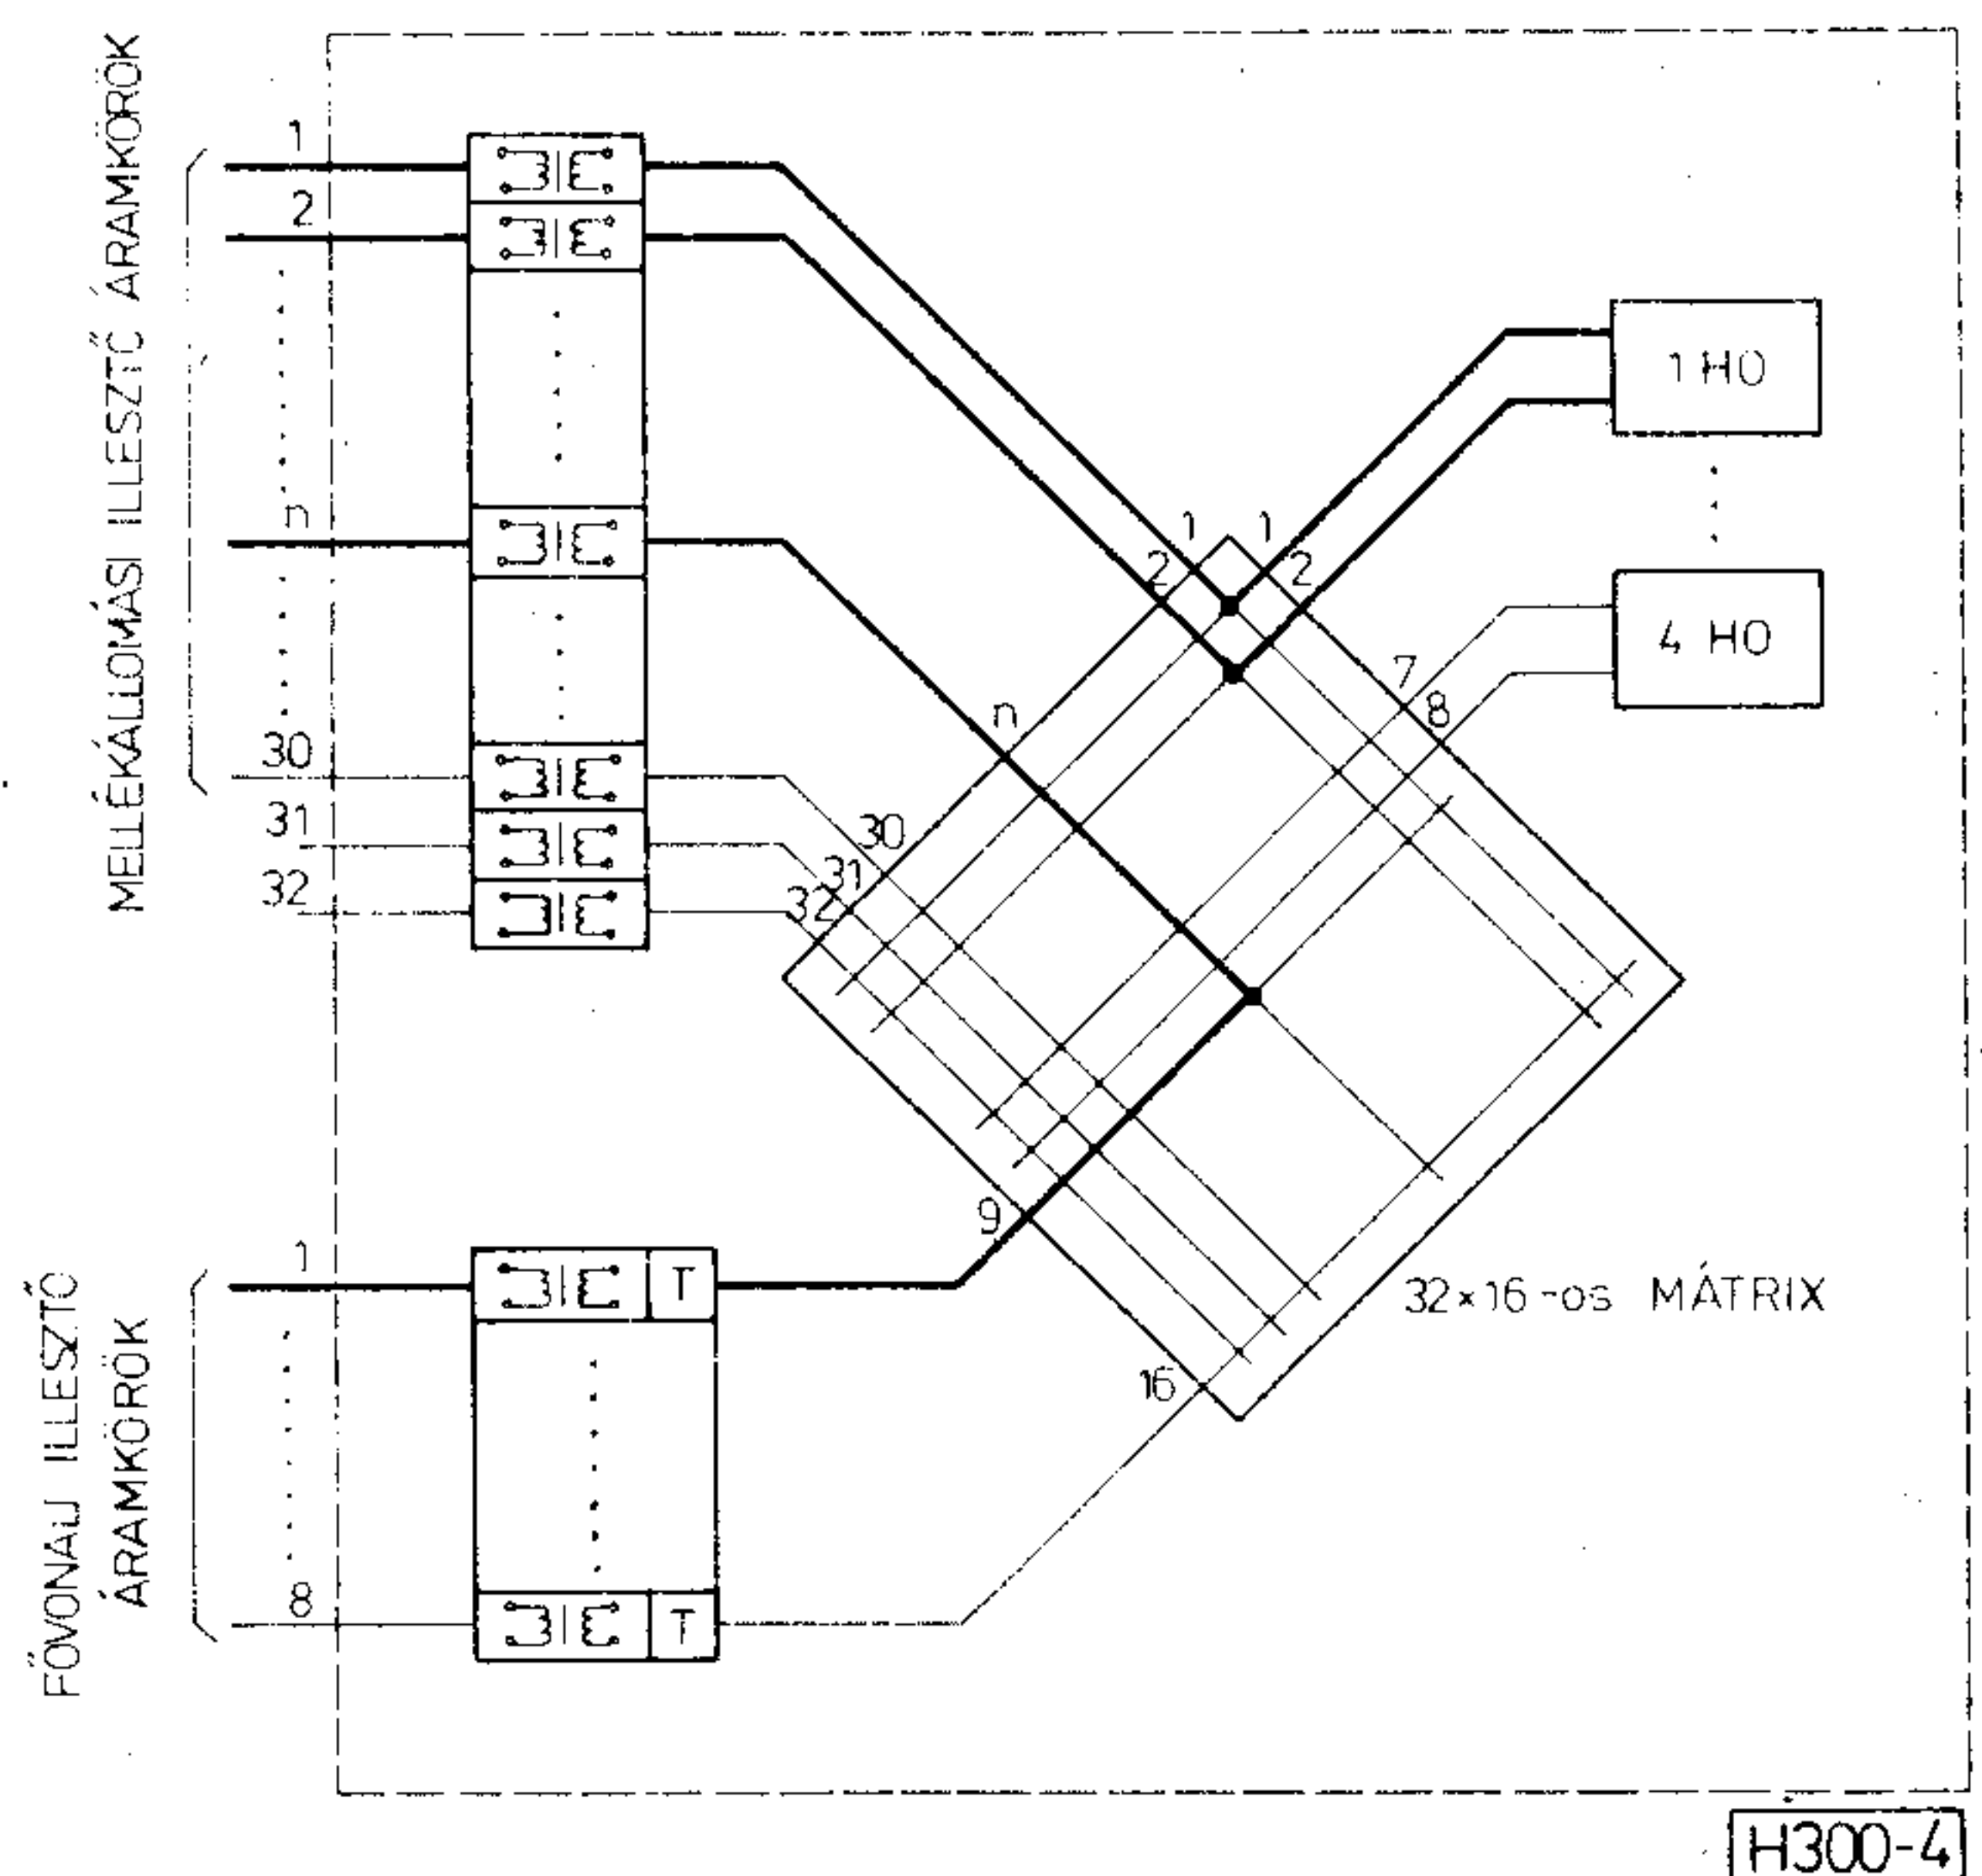 MELLÉKÁLLOMÁSI ILLESZTŐ ÁRAMKÖRÖK
1
2
n
30
31
32
1 HO
4 HO
1
1
2
2
7
8
n
30
31
32
9
16
FŐVONALI ILLESZTŐ
ÁRAMKÖRÖK
1
T
8
T
32×16-os MÁTRIX
H300-4